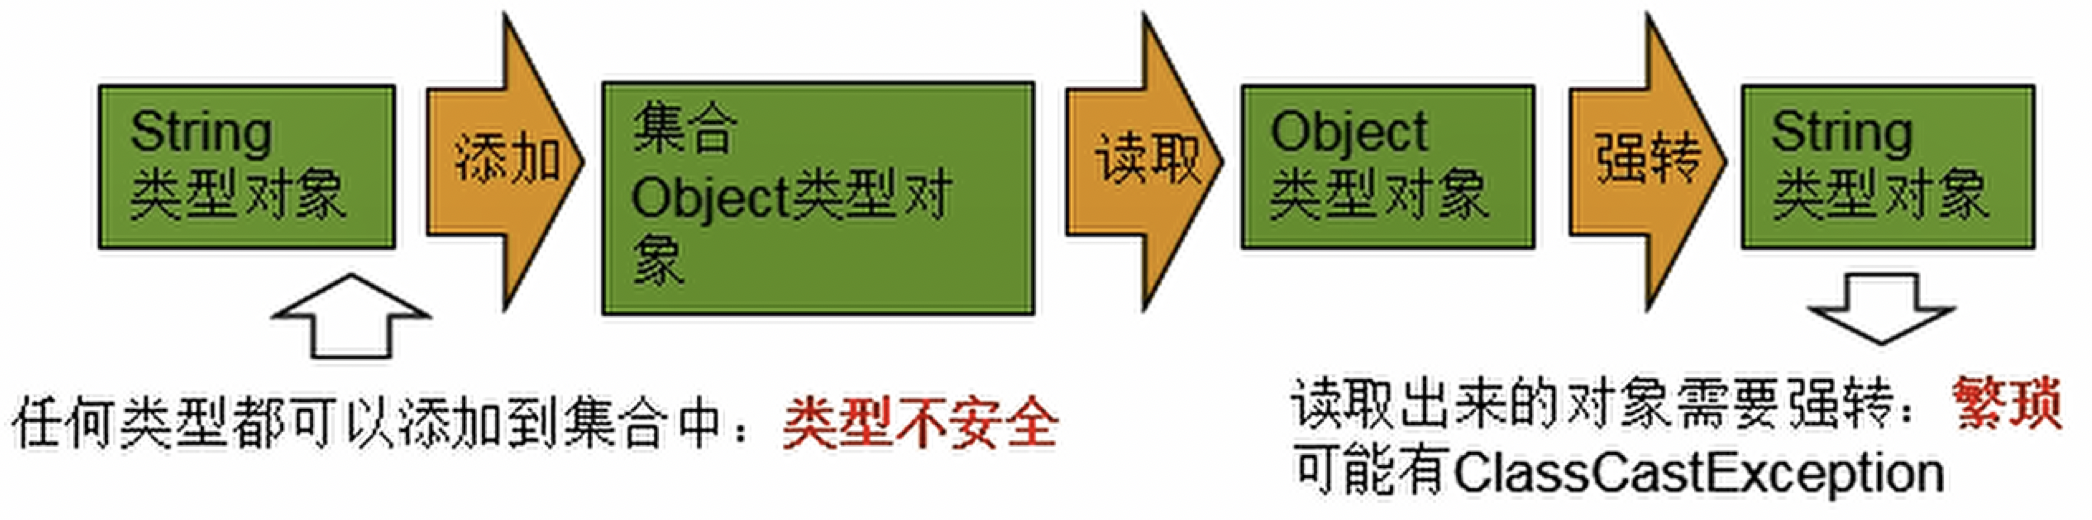 String
类型对象
添加
集合
Object类型对
象
读取
Object
类型对象
强转
String
类型对象
任何类型都可以添加到集合中：类型不安全
读取出来的对象需要强转：繁琐
可能有ClassCastException